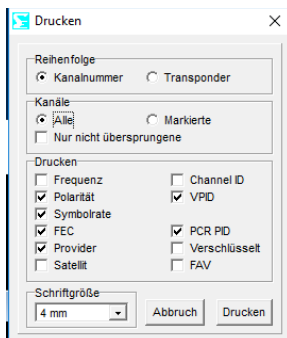 Drucken
Reihenfolge
Kanalnummer Transponder
Kanäle
Alle Markierte
Nur nicht übersprungene
Drucken
Frequenz Channel ID
Polarität VPID
Symbolrate
FEC PCR PID
Provider Verschlüsselt
Satellit FAV
Schriftgröße
4 mm Abbruch Drucken